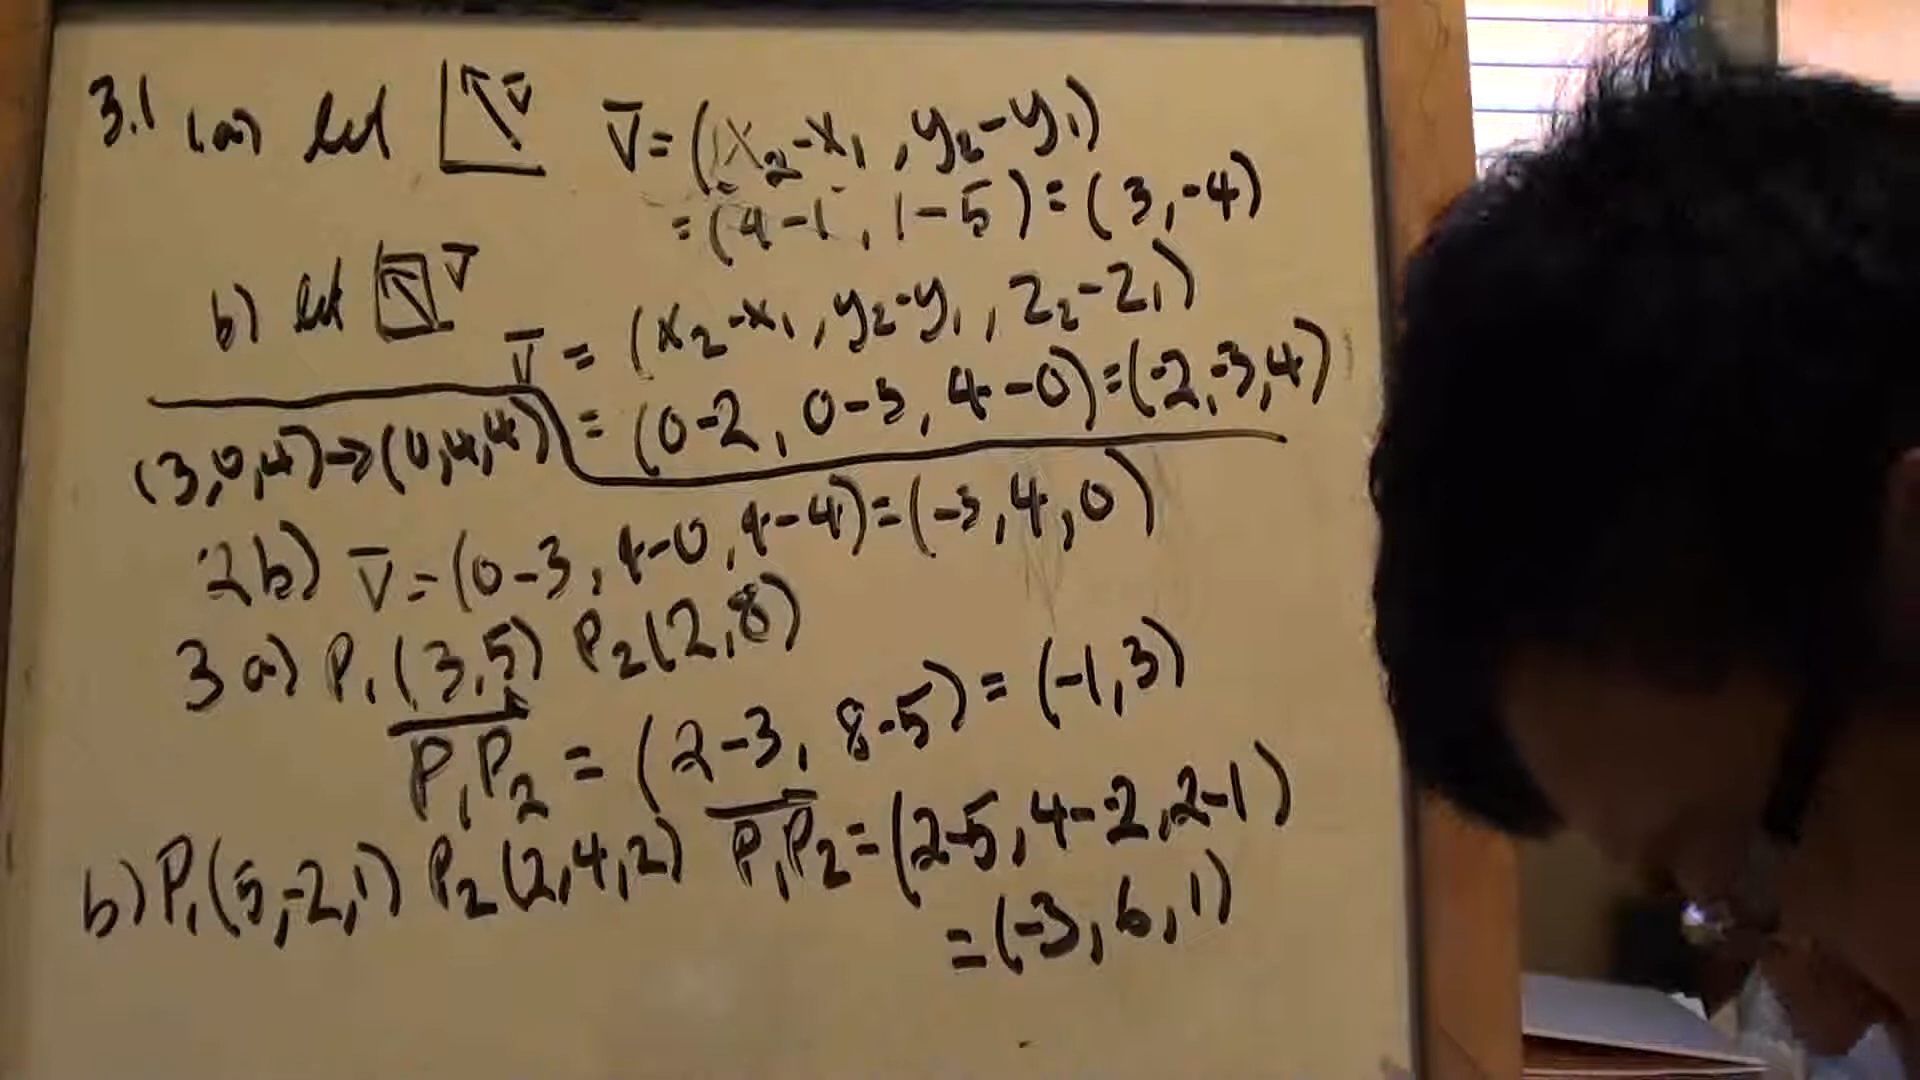 3.1 1a) let v̅ v̅ = (x₂-x₁, y₂-y₁)
= (4-1, 1-5) = (3,-4)
b) let v̅
v̅ = (x₂-x₁, y₂-y₁, z₂-z₁)
= (0-2, 0-3, 4-0) = (-2,-3,4)
(3,0,4)→(0,4,4)
2b) v̅ = (0-3, 4-0, 4-4) = (-3,4,0)
3 a) P₁(3,5) P₂(2,8)
P₁P₂ = (2-3, 8-5) = (-1,3)
b) P₁(5,-2,1) P₂(2,4,2) P₁P₂ = (2-5, 4--2, 2-1)
= (-3, 6, 1)